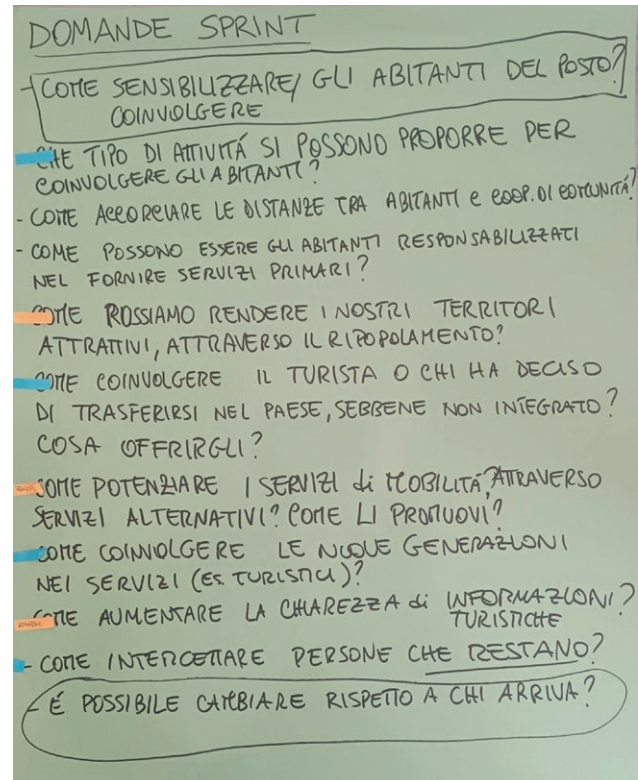 DOMANDE SPRINT
- COME SENSIBILIZZARE/ GLI ABITANTI DEL POSTO?
COINVOLGERE
CHE TIPO DI ATTIVITÁ SI POSSONO PROPORRE PER
COINVOLGERE GLI ABITANTI?
- COME ACCORCIARE LE DISTANZE TRA ABITANTI e COOP. DI COMUNITÁ?
- COME POSSONO ESSERE GLI ABITANTI RESPONSABILIZZATI
NEL FORNIRE SERVIZI PRIMARI?
COME POSSIAMO RENDERE I NOSTRI TERRITORI
ATTRATTIVI, ATTRAVERSO IL RIPOPOLAMENTO?
COME COINVOLGERE IL TURISTA O CHI HA DECISO
DI TRASFERIRSI NEL PAESE, SEBBENE NON INTEGRATO?
COSA OFFRIRGLI?
COME POTENZIARE I SERVIZI di MOBILITÁ, ATTRAVERSO
SERVIZI ALTERNATIVI? COME LI PROMUOVI?
COME COINVOLGERE LE NUOVE GENERAZIONI
NEI SERVIZI (ES. TURISTICI)?
COME AUMENTARE LA CHIAREZZA di INFORMAZIONI?
TURISTICHE
- COME INTERCETTARE PERSONE CHE RESTANO?
- É POSSIBILE CAMBIARE RISPETTO A CHI ARRIVA?